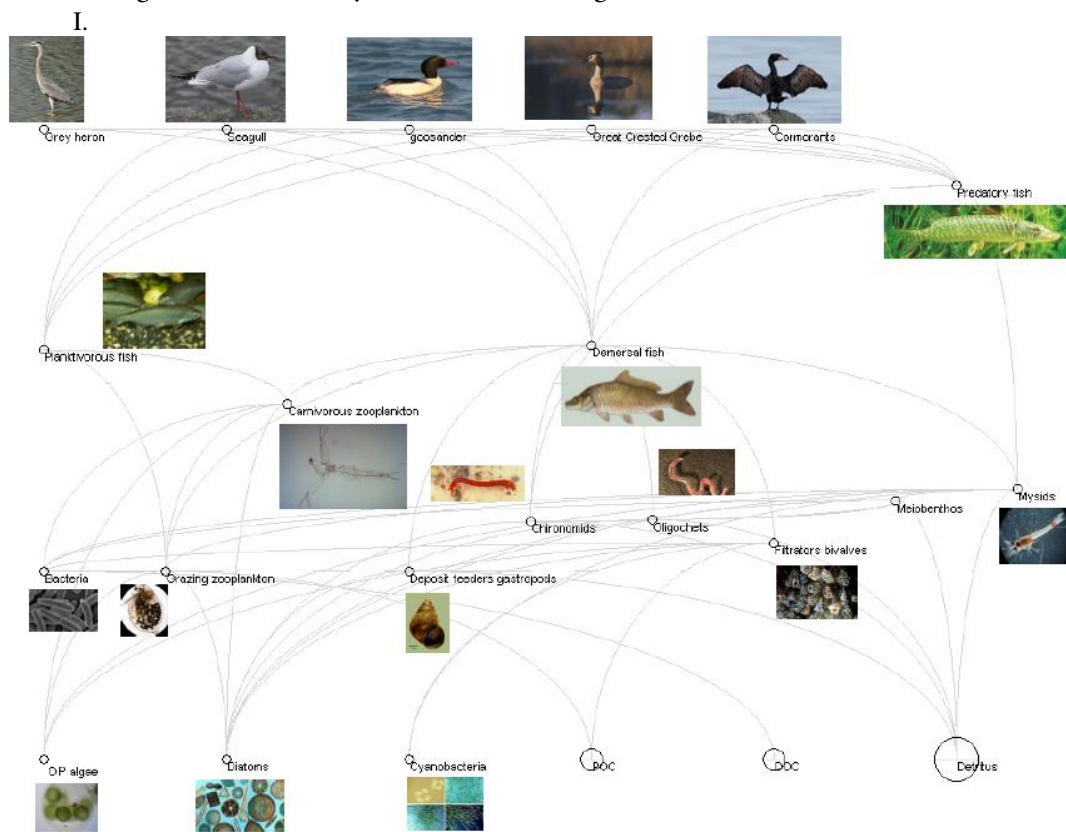 I.
Grey heron
Seagull
goosander
Great Crested Grebe
Cormorants
Predatory fish
Planktivorous fish
Demersal fish
Carnivorous zooplankton
Mysids
Meiobenthos
Chironomids
Oligochets
Filtrators bivalves
Bacteria
Grazing zooplankton
Deposit feeders gastropods
OP algae
Diatoms
Cyanobacteria
POC
DOC
Detritus